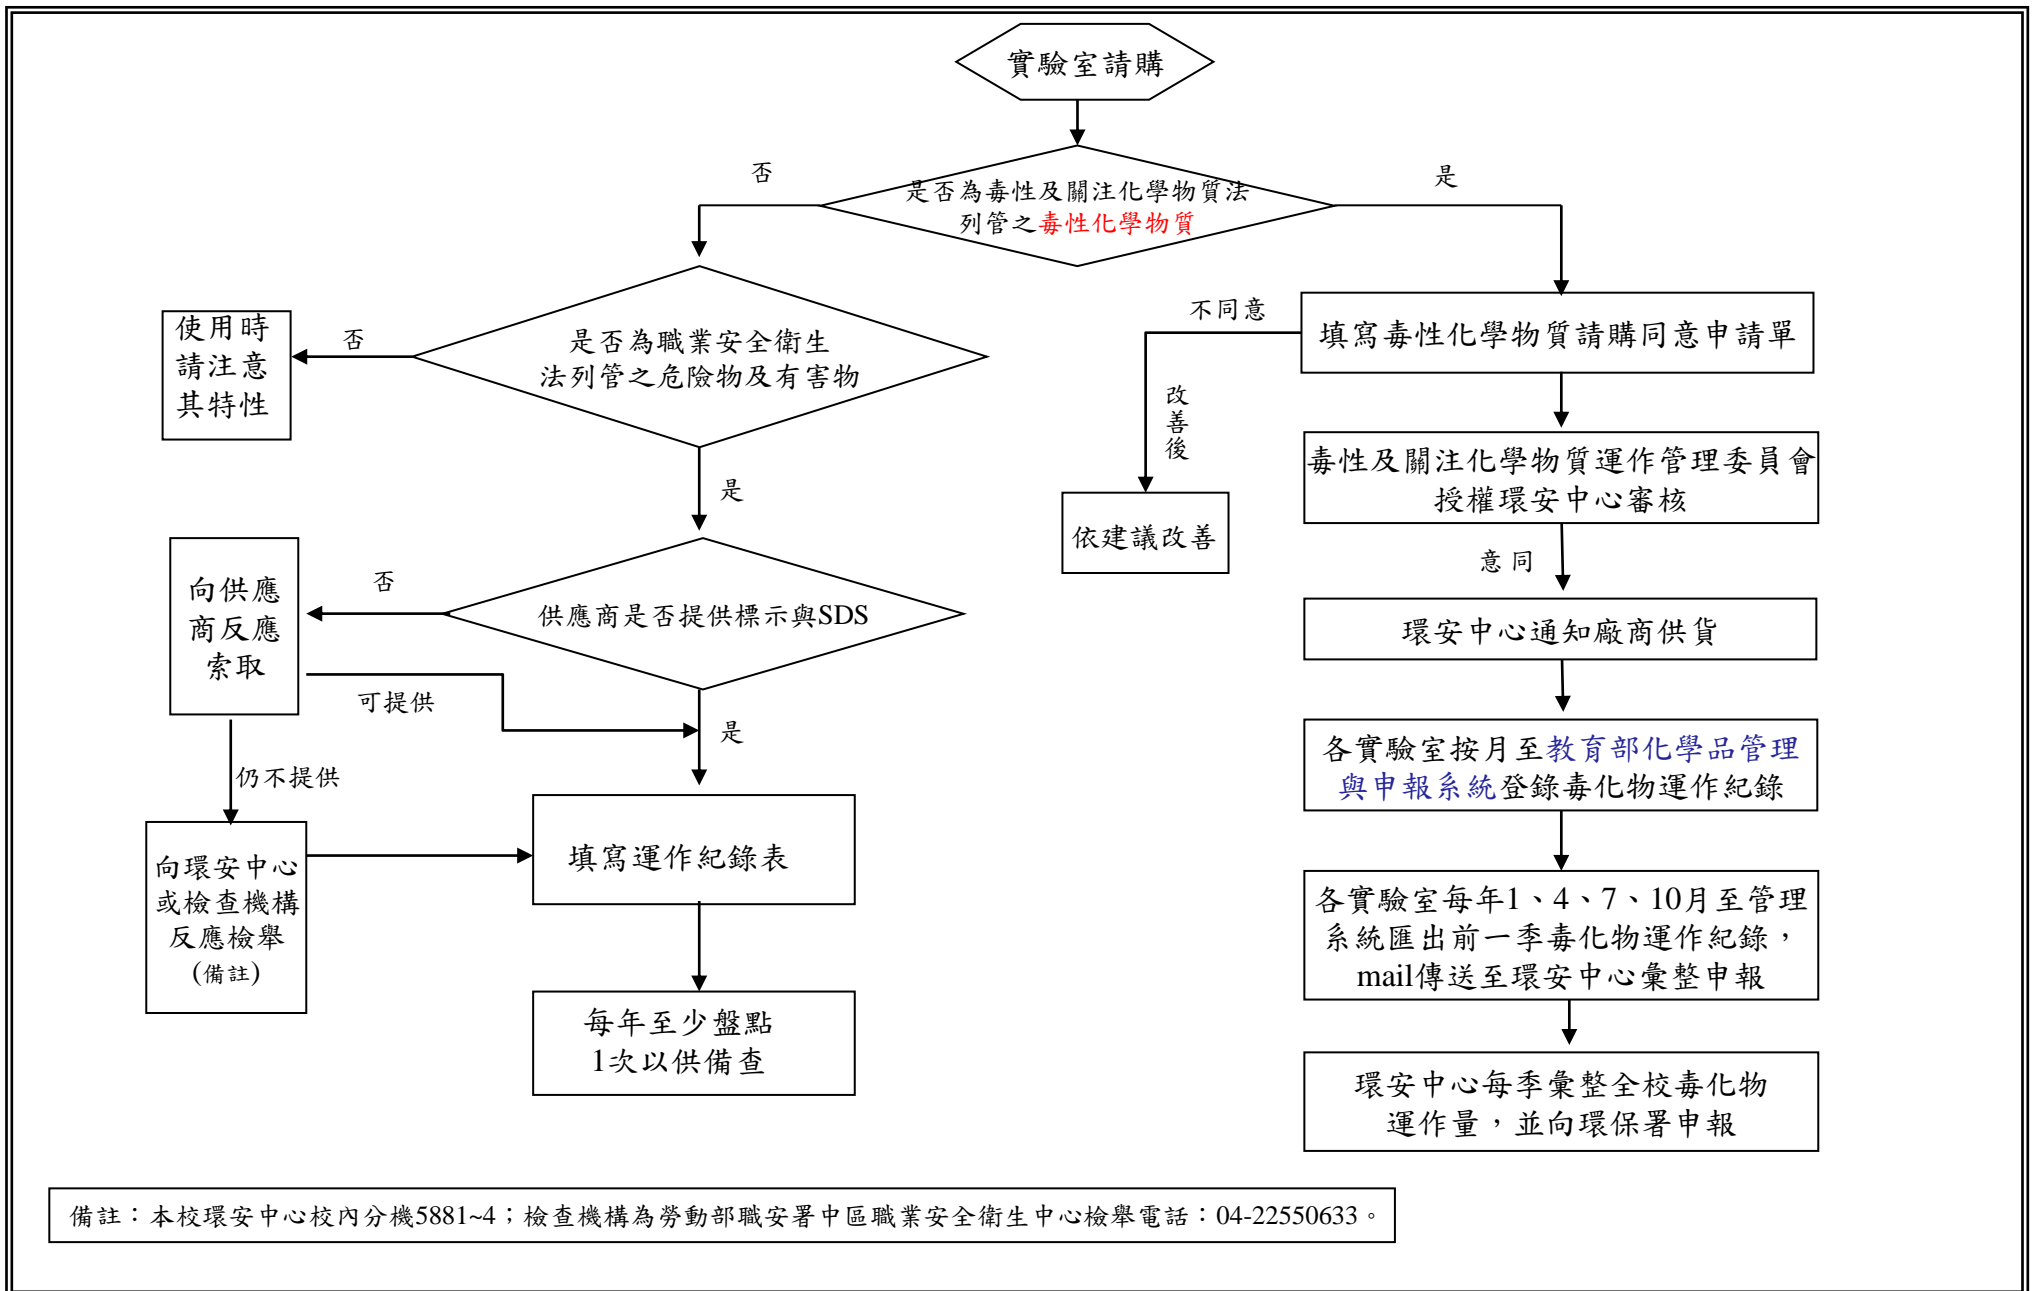 實驗室請購
否
是
是否為毒性及關注化學物質法
列管之毒性化學物質
使用時
請注意
其特性
否
是否為職業安全衛生
法列管之危險物及有害物
不同意
填寫毒性化學物質請購同意申請單
改
善
後
毒性及關注化學物質運作管理委員會
授權環安中心審核
是
依建議改善
意同
向供應
商反應
索取
否
供應商是否提供標示與SDS
環安中心通知廠商供貨
可提供
是
仍不提供
各實驗室按月至教育部化學品管理
與申報系統登錄毒化物運作紀錄
向環安中心
或檢查機構
反應檢舉
(備註)
填寫運作紀錄表
各實驗室每年1、4、7、10月至管理
系統匯出前一季毒化物運作紀錄，
mail傳送至環安中心彙整申報
每年至少盤點
1次以供備查
環安中心每季彙整全校毒化物
運作量，並向環保署申報
備註：本校環安中心校內分機5881~4；檢查機構為勞動部職安署中區職業安全衛生中心檢舉電話：04-22550633。